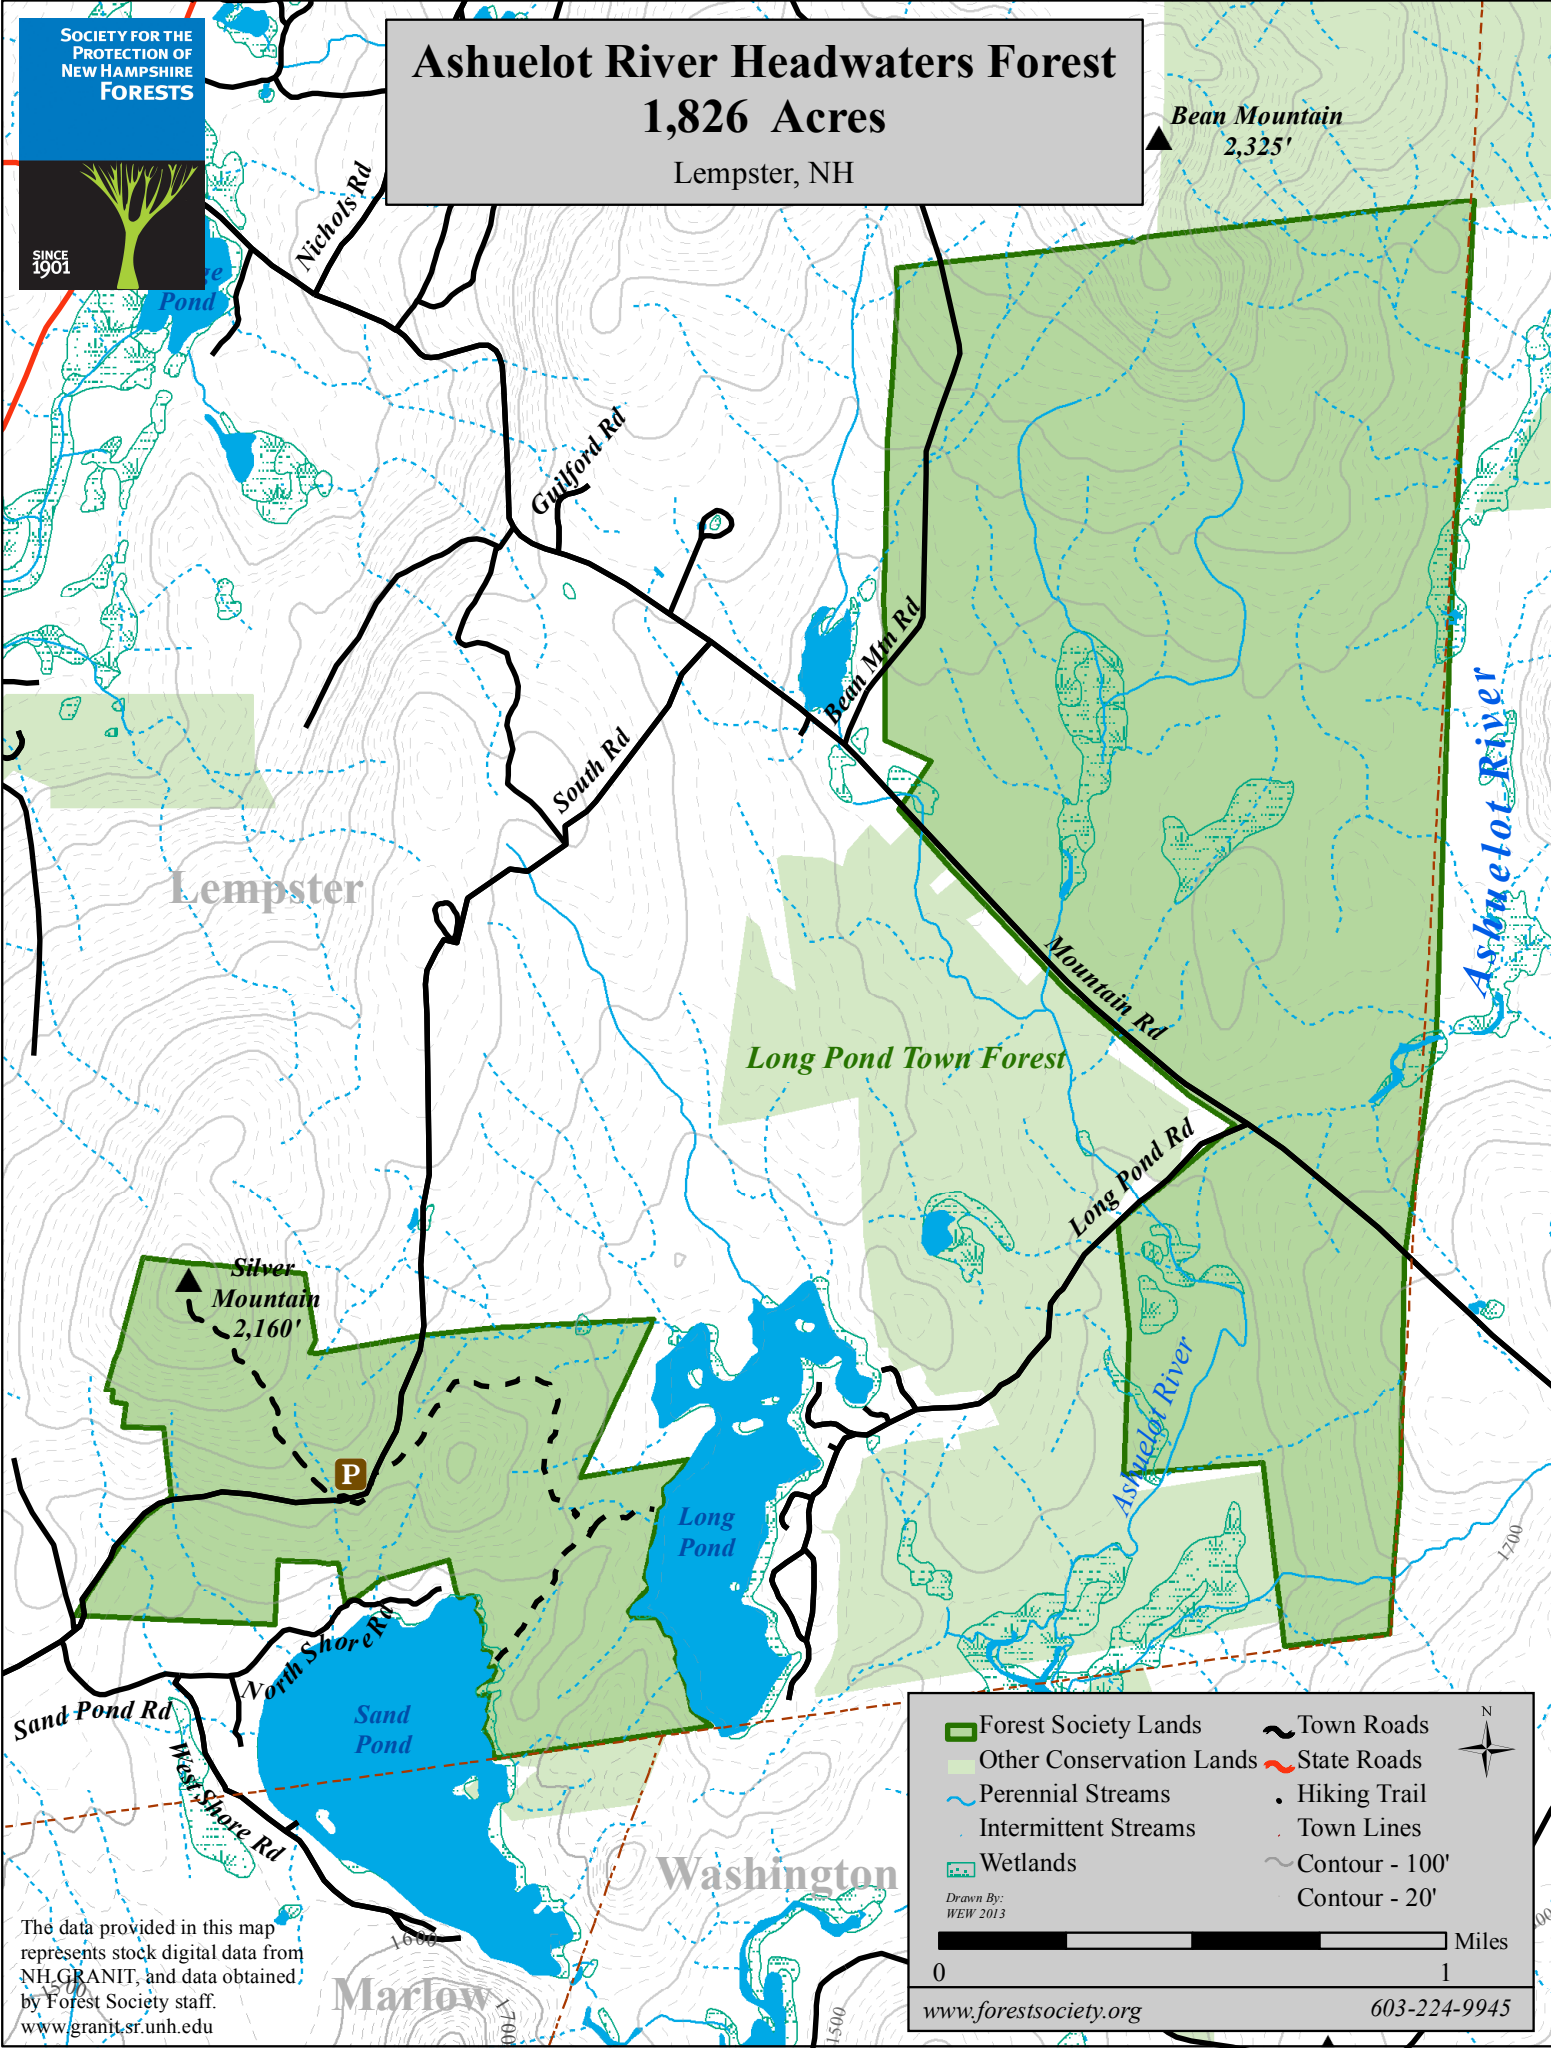 SOCIETY FOR THE
PROTECTION OF
NEW HAMPSHIRE
FORESTS
SINCE
1901
Ashuelot River Headwaters Forest
1,826 Acres
Lempster, NH
Bean Mountain
2,325'
Nichols Rd
Pond
Guilford Rd
Bean Mtn Rd
South Rd
Ashuelot River
Lempster
Mountain Rd
Long Pond Town Forest
Long Pond Rd
Silver
Mountain
2,160'
Ashuelot River
P
Long
Pond
1700
North Shore Rd
Sand Pond Rd
Sand
Pond
West Shore Rd
Washington
1600
Marlow
1500
1700
1500
The data provided in this map
represents stock digital data from
NH GRANIT, and data obtained
by Forest Society staff.
www.granit.sr.unh.edu
Forest Society Lands
Other Conservation Lands
Perennial Streams
Intermittent Streams
Wetlands
Drawn By:
WEW 2013
Town Roads
State Roads
Hiking Trail
Town Lines
Contour - 100'
Contour - 20'
N
Miles
0 1
www.forestsociety.org 603-224-9945